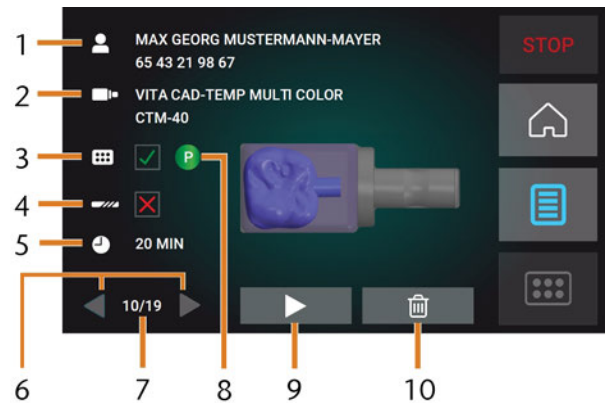 1
MAX GEORG MUSTERMANN-MAYER
65 43 21 98 67
STOP
2
VITA CAD-TEMP MULTI COLOR
CTM-40
3
P
4
5
20 MIN
6
10/19
7
8
9
10